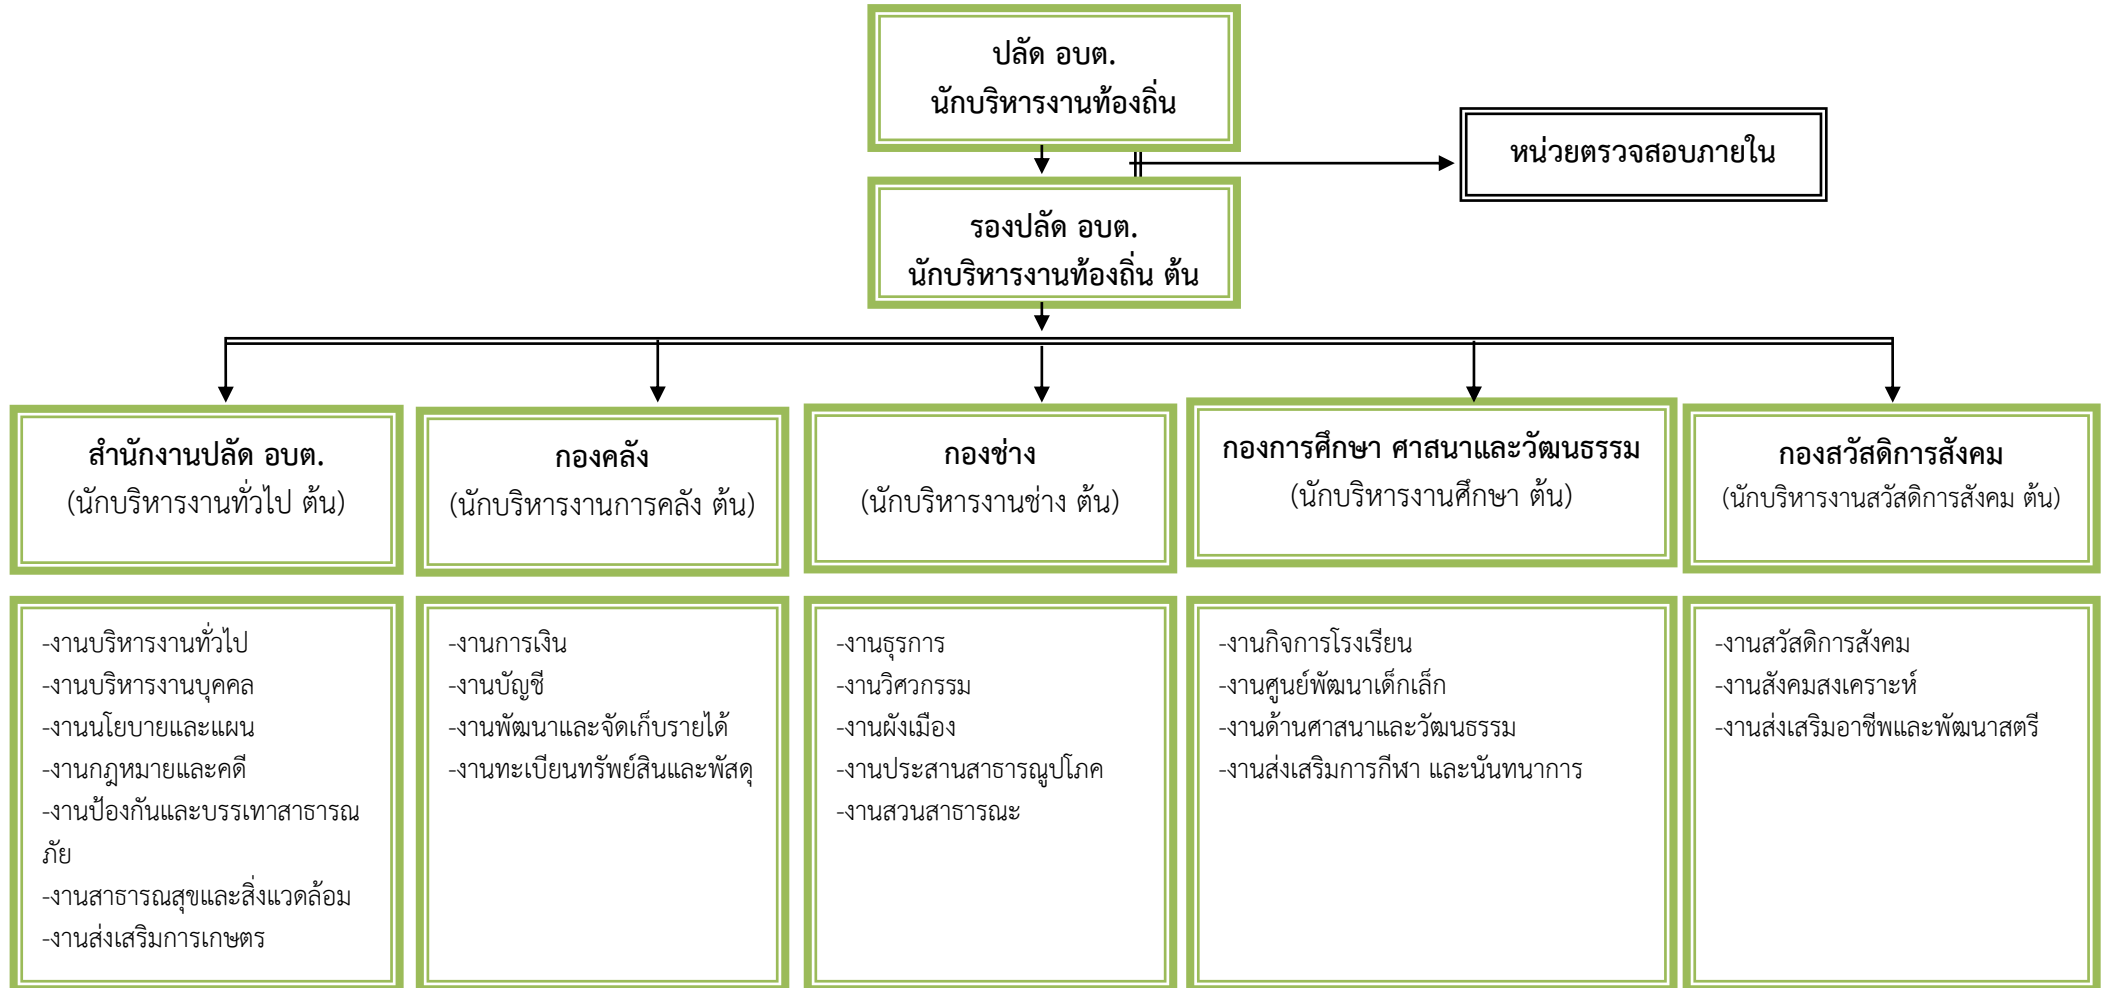 ปลัด อบต.
นักบริหารงานท้องถิ่น
หน่วยตรวจสอบภายใน
รองปลัด อบต.
นักบริหารงานท้องถิ่น ต้น
สำนักงานปลัด อบต.
(นักบริหารงานทั่วไป ต้น)
กองคลัง
(นักบริหารงานการคลัง ต้น)
กองช่าง
(นักบริหารงานช่าง ต้น)
กองการศึกษา ศาสนาและวัฒนธรรม
(นักบริหารงานศึกษา ต้น)
กองสวัสดิการสังคม
(นักบริหารงานสวัสดิการสังคม ต้น)
-งานบริหารงานทั่วไป
-งานบริหารงานบุคคล
-งานนโยบายและแผน
-งานกฎหมายและคดี
-งานป้องกันและบรรเทาสาธารณ
ภัย
-งานสาธารณสุขและสิ่งแวดล้อม
-งานส่งเสริมการเกษตร
-งานการเงิน
-งานบัญชี
-งานพัฒนาและจัดเก็บรายได้
-งานทะเบียนทรัพย์สินและพัสดุ
-งานธุรการ
-งานวิศวกรรม
-งานผังเมือง
-งานประสานสาธารณูปโภค
-งานสวนสาธารณะ
-งานกิจการโรงเรียน
-งานศูนย์พัฒนาเด็กเล็ก
-งานด้านศาสนาและวัฒนธรรม
-งานส่งเสริมการกีฬา และนันทนาการ
-งานสวัสดิการสังคม
-งานสังคมสงเคราะห์
-งานส่งเสริมอาชีพและพัฒนาสตรี